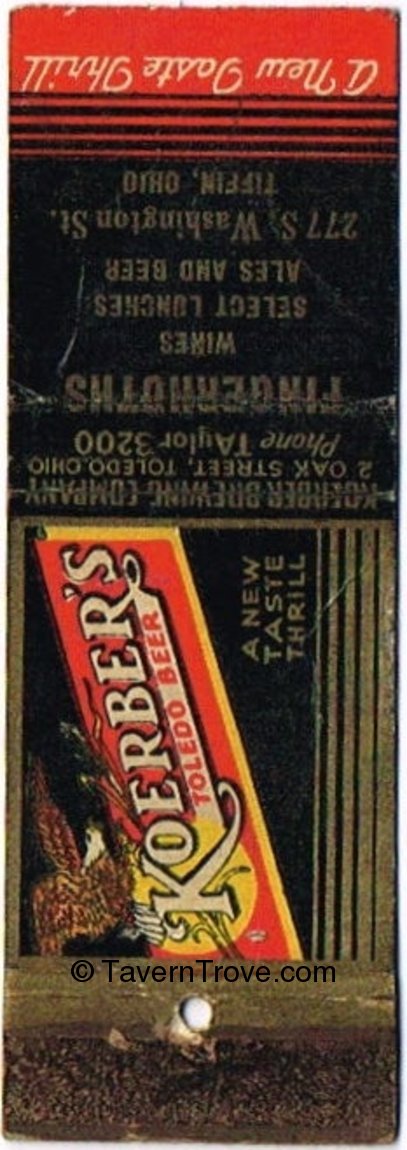 A New Taste Thrill
FINGERHUTHS
WINES
SELECT LUNCHES
ALES AND BEER
277 S. Washington St.
TIFFIN, OHIO
KOERBER BREWING COMPANY
2 OAK STREET, TOLEDO, OHIO
Phone TAylor 3200
KOERBER'S
TOLEDO BEER
A NEW
TASTE
THRILL
© TavernTrove.com